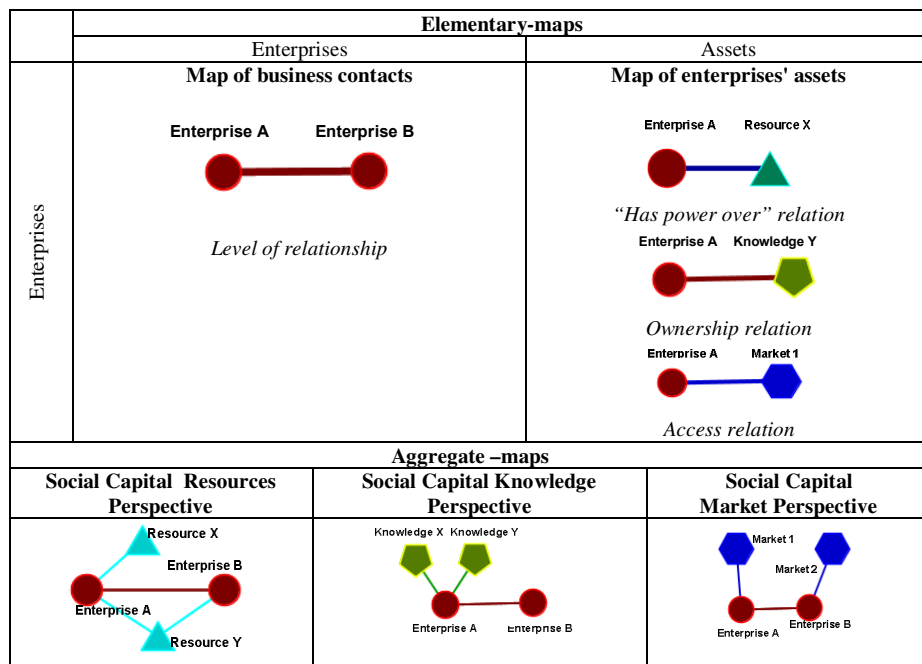 Elementary-maps
Enterprises
Assets
Enterprises
Map of business contacts
Enterprise A Enterprise B
Level of relationship
Map of enterprises' assets
Enterprise A Resource X
“Has power over” relation
Enterprise A Knowledge Y
Ownership relation
Enterprise A Market 1
Access relation
Aggregate –maps
Social Capital Resources
Perspective
Social Capital Knowledge
Perspective
Social Capital
Market Perspective
Resource X
Enterprise B
Enterprise A
Resource Y
Knowledge X Knowledge Y
Enterprise A Enterprise B
Market 1
Market 2
Enterprise A Enterprise B